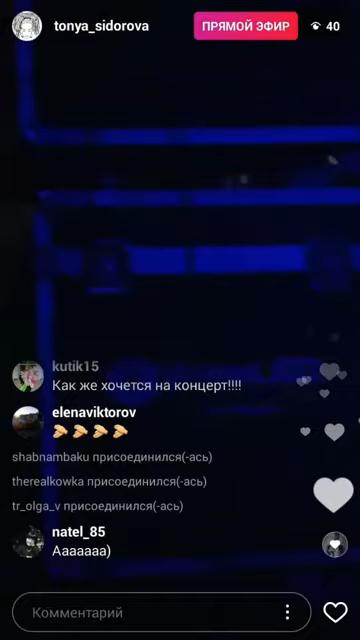 tonya_sidorova ПРЯМОЙ ЭФИР 40
kutik15
Как же хочется на концерт!!!!
elenaviktorov
shabnambaku присоединился(-ась)
therealkowka присоединился(-ась)
tr_olga_v присоединился(-ась)
natel_85
Ааааааа)
Комментарий